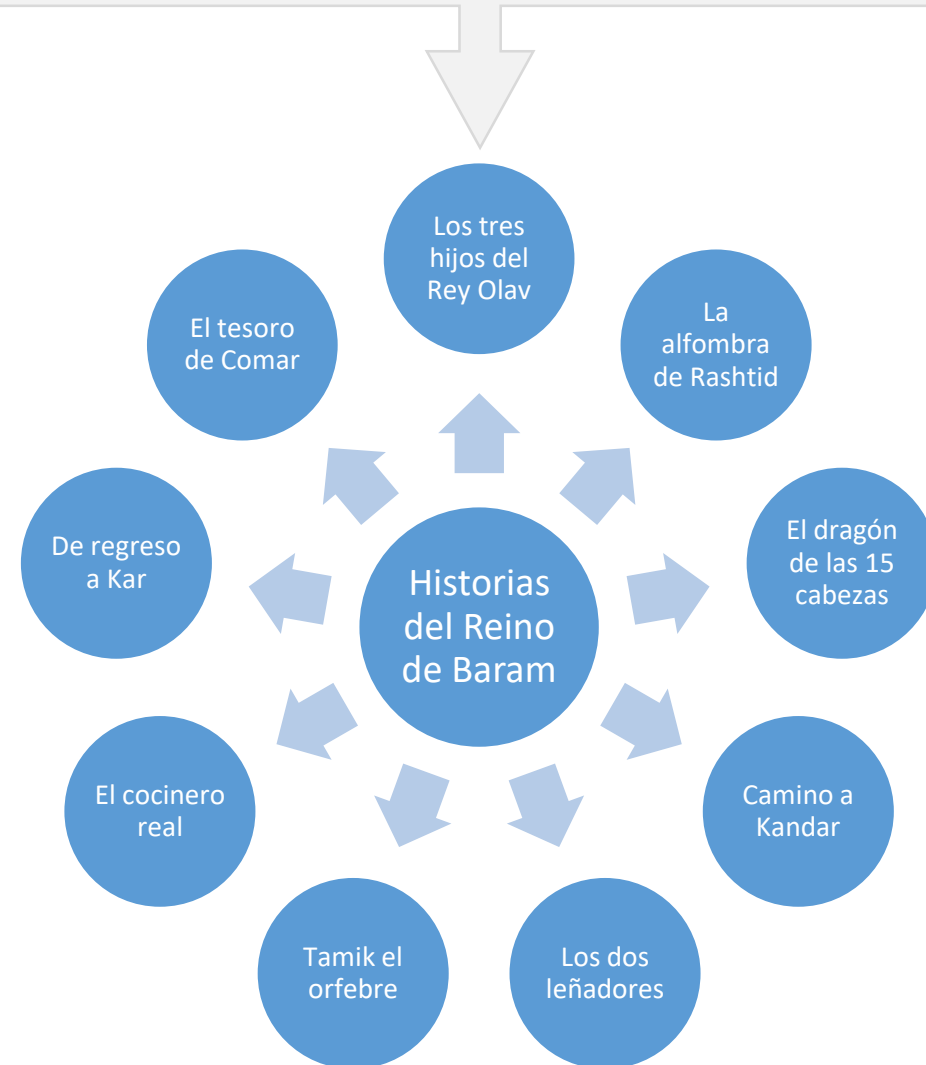 Los tres
hijos del
Rey Olav
La
alfombra
de Rashtid
El dragón
de las 15
cabezas
Camino a
Kandar
Los dos
leñadores
Tamik el
orfebre
El cocinero
real
De regreso
a Kar
El tesoro
de Comar
Historias
del Reino
de Baram